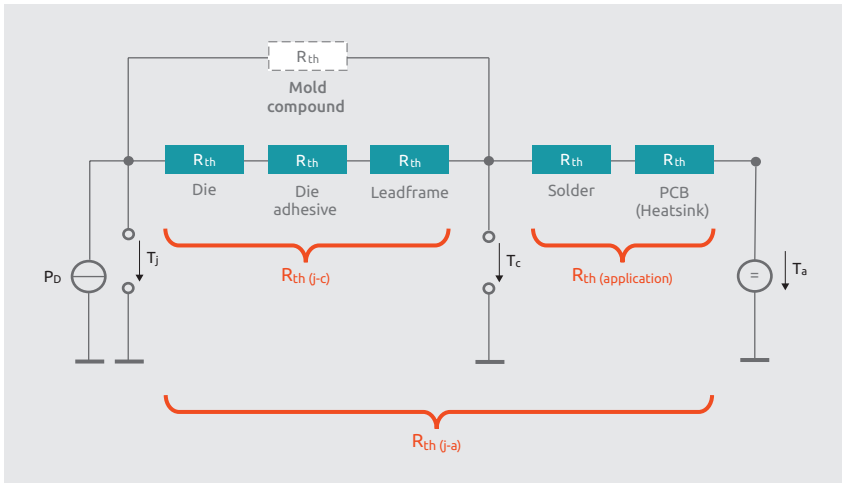 Rth
Mold
compound
Rth
Rth
Rth
Rth
Rth
Die
Die
adhesive
Leadframe
Solder
PCB
(Heatsink)
Tj
Tc
PD
Rth (j-c)
Rth (application)
=
Ta
Rth (j-a)